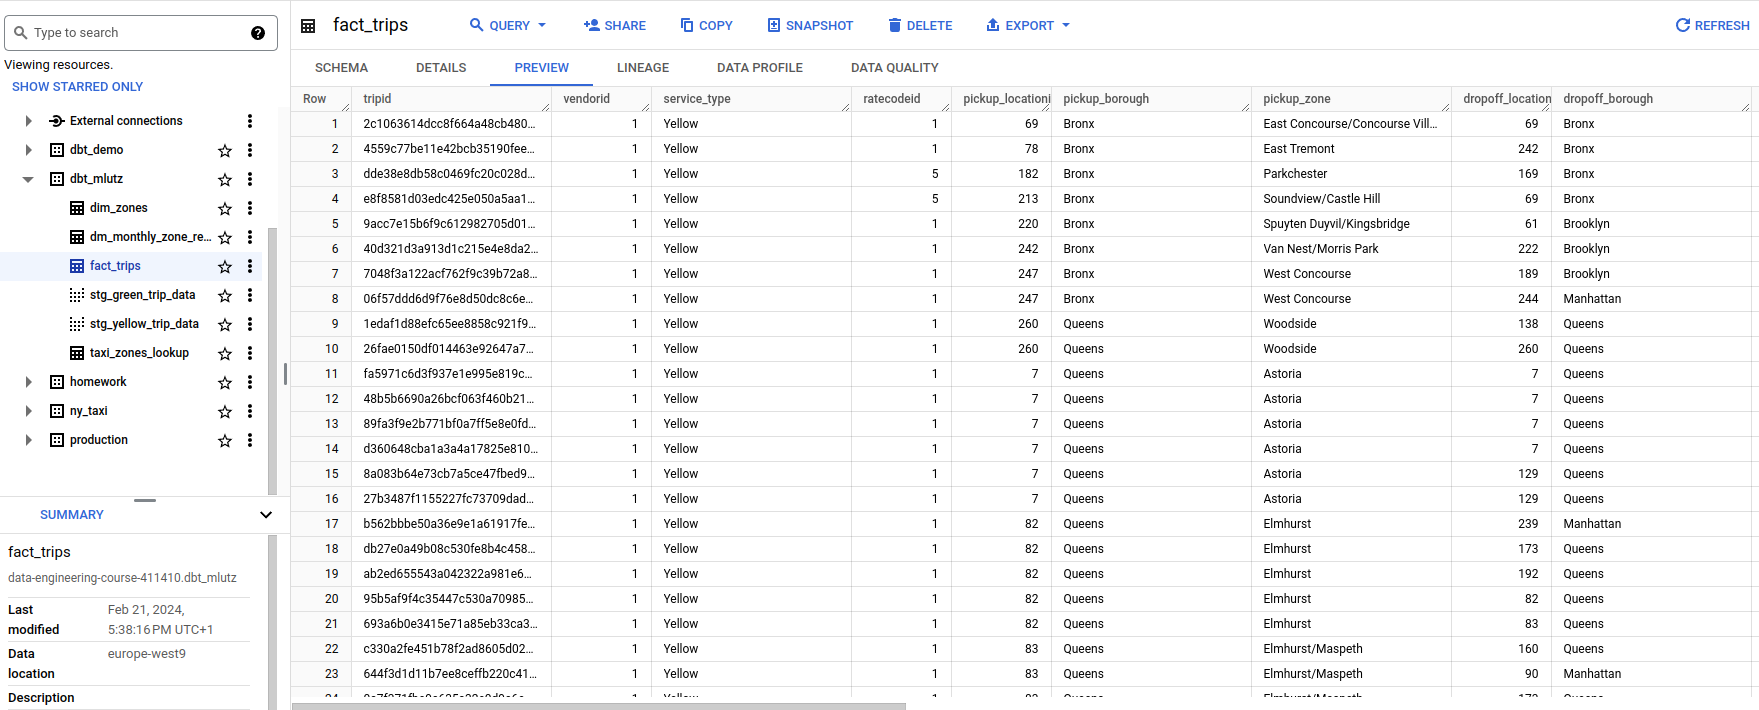 Type to search
Viewing resources.
SHOW STARRED ONLY
External connections
dbt_demo
dbt_mlutz
dim_zones
dm_monthly_zone_re...
fact_trips
stg_green_trip_data
stg_yellow_trip_data
taxi_zones_lookup
homework
ny_taxi
production
SUMMARY
fact_trips
data-engineering-course-411410.dbt_mlutz
Last modified Feb 21, 2024, 5:38:16 PM UTC+1
Data location europe-west9
Description
fact_trips QUERY SHARE COPY SNAPSHOT DELETE EXPORT REFRESH
SCHEMA DETAILS PREVIEW LINEAGE DATA PROFILE DATA QUALITY
Row tripid vendorid service_type ratecodeid pickup_locationi pickup_borough pickup_zone dropoff_location dropoff_borough
1 2c1063614dcc8f664a48cb480... 1 Yellow 1 69 Bronx East Concourse/Concourse Vill... 69 Bronx
2 4559c77be11e42bcb35190fee... 1 Yellow 1 78 Bronx East Tremont 242 Bronx
3 dde38e8db58c0469fc20c028d... 1 Yellow 5 182 Bronx Parkchester 169 Bronx
4 e8f8581d03edc425e050a5aa1... 1 Yellow 5 213 Bronx Soundview/Castle Hill 69 Bronx
5 9acc7e15b6f9c612982705d01... 1 Yellow 1 220 Bronx Spuyten Duyvil/Kingsbridge 61 Brooklyn
6 40d321d3a913d1c215e4e8da2... 1 Yellow 1 242 Bronx Van Nest/Morris Park 222 Brooklyn
7 7048f3a122acf762f9c39b72a8... 1 Yellow 1 247 Bronx West Concourse 189 Brooklyn
8 06f57ddd6d9f76e8d50dc8c6e... 1 Yellow 1 247 Bronx West Concourse 244 Manhattan
9 1edaf1d88efc65ee8858c921f9... 1 Yellow 1 260 Queens Woodside 138 Queens
10 26fae0150df014463e92647a7... 1 Yellow 1 260 Queens Woodside 260 Queens
11 fa5971c6d3f937e1e995e819c... 1 Yellow 1 7 Queens Astoria 7 Queens
12 48b5b6690a26bcf063f460b21... 1 Yellow 1 7 Queens Astoria 7 Queens
13 89fa3f9e2b771bf0a7ff5e8e0fd... 1 Yellow 1 7 Queens Astoria 7 Queens
14 d360648cba1a3a4a17825e810... 1 Yellow 1 7 Queens Astoria 7 Queens
15 8a083b64e73cb7a5ce47fbed9... 1 Yellow 1 7 Queens Astoria 129 Queens
16 27b3487f1155227fc73709dad... 1 Yellow 1 7 Queens Astoria 129 Queens
17 b562bbbe50a36e9e1a61917fe... 1 Yellow 1 82 Queens Elmhurst 239 Manhattan
18 db27e0a49b08c530fe8b4c458... 1 Yellow 1 82 Queens Elmhurst 173 Queens
19 ab2ed655543a042322a981e6... 1 Yellow 1 82 Queens Elmhurst 192 Queens
20 95b5af9f4c35447c530a70985... 1 Yellow 1 82 Queens Elmhurst 82 Queens
21 693a6b0e3415e71a85eb33ca3... 1 Yellow 1 82 Queens Elmhurst 83 Queens
22 c330a2fe451b78f2ad8605d02... 1 Yellow 1 83 Queens Elmhurst/Maspeth 160 Queens
23 644f3d1d11b7ee8ceffb220c41... 1 Yellow 1 83 Queens Elmhurst/Maspeth 90 Manhattan